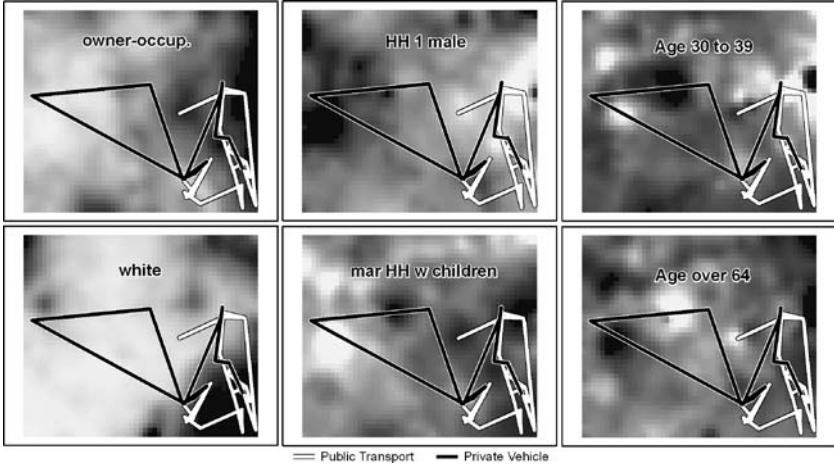 owner-occup.
HH 1 male
Age 30 to 39
white
mar HH w children
Age over 64
Public Transport
Private Vehicle